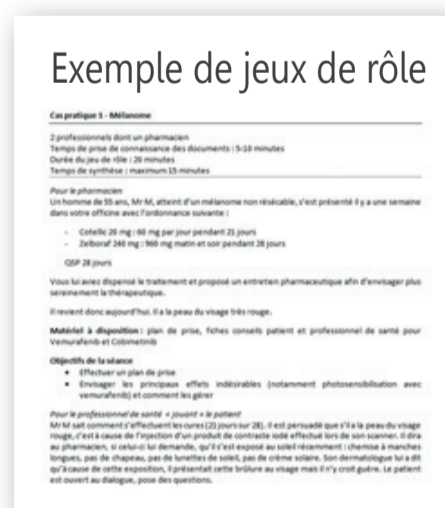 Exemple de jeux de rôle
Cas pratique 1 - Mélanome
2 professionnels dont un pharmacien
Temps de prise de connaissance des documents : 5-10 minutes
Durée du jeu de rôle : 20 minutes
Temps de synthèse : maximum 15 minutes
Pour le pharmacien
Un homme de 55 ans, Mr M, atteint d'un mélanome non résécable, s'est présenté il y a une semaine
dans votre officine avec l'ordonnance suivante :
- Cotellic 20 mg : 60 mg par jour pendant 21 jours
- Zelboraf 240 mg : 960 mg matin et soir pendant 28 jours
QSP 28 jours
Vous lui aviez dispensé le traitement et proposé un entretien pharmaceutique afin d'envisager plus
sereinement la thérapeutique.
Il revient donc aujourd'hui. Il a la peau du visage très rouge.
Matériel à disposition : plan de prise, fiches conseils patient et professionnel de santé pour
Vemurafenib et Cobimetinib
Objectifs de la séance
• Effectuer un plan de prise
• Envisager les principaux effets indésirables (notamment photosensibilisation avec
vemurafenib) et comment les gérer
Pour le professionnel de santé « jouant » le patient
Mr M sait comment s'effectuent les cures (21 jours sur 28). Il est persuadé que s'il a la peau du visage
rouge, c'est à cause de l'injection d'un produit de contraste iodé effectué lors de son scanner. Il dira
au pharmacien, si celui-ci lui demande, qu'il s'est exposé au soleil récemment : chemise à manches
longues, pas de chapeau, pas de lunettes de soleil, pas de crème solaire. Son dermatologue lui a dit
qu'à cause de cette exposition, il présentait cette brûlure au visage mais il n'y croit guère. Le patient
est ouvert au dialogue, pose des questions.